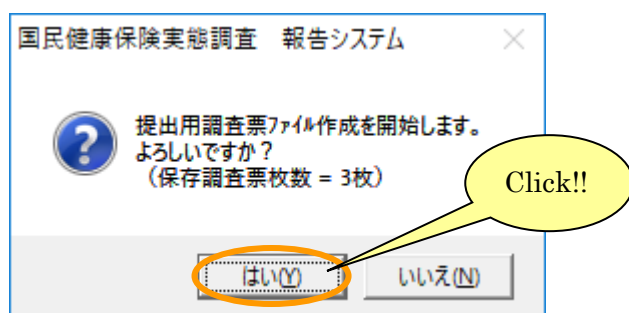 国民健康保険実態調査　報告システム
提出用調査票ﾌｧｲﾙ作成を開始します。
よろしいですか？
（保存調査票枚数 = 3枚）
Click!!
はい(Y)
いいえ(N)